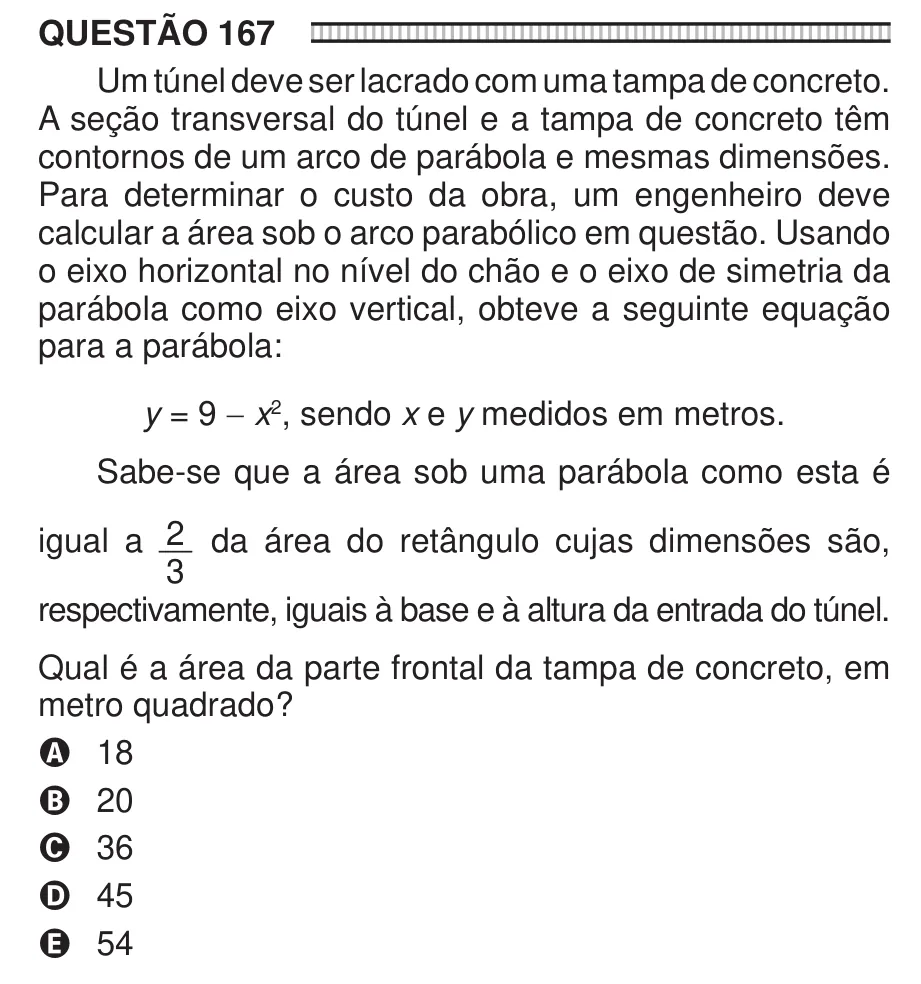 QUESTÃO 167
Um túnel deve ser lacrado com uma tampa de concreto.
A seção transversal do túnel e a tampa de concreto têm
contornos de um arco de parábola e mesmas dimensões.
Para determinar o custo da obra, um engenheiro deve
calcular a área sob o arco parabólico em questão. Usando
o eixo horizontal no nível do chão e o eixo de simetria da
parábola como eixo vertical, obteve a seguinte equação
para a parábola:
y = 9 – x², sendo x e y medidos em metros.
Sabe-se que a área sob uma parábola como esta é
igual a 2/3 da área do retângulo cujas dimensões são,
respectivamente, iguais à base e à altura da entrada do túnel.
Qual é a área da parte frontal da tampa de concreto, em
metro quadrado?
A 18
B 20
C 36
D 45
E 54